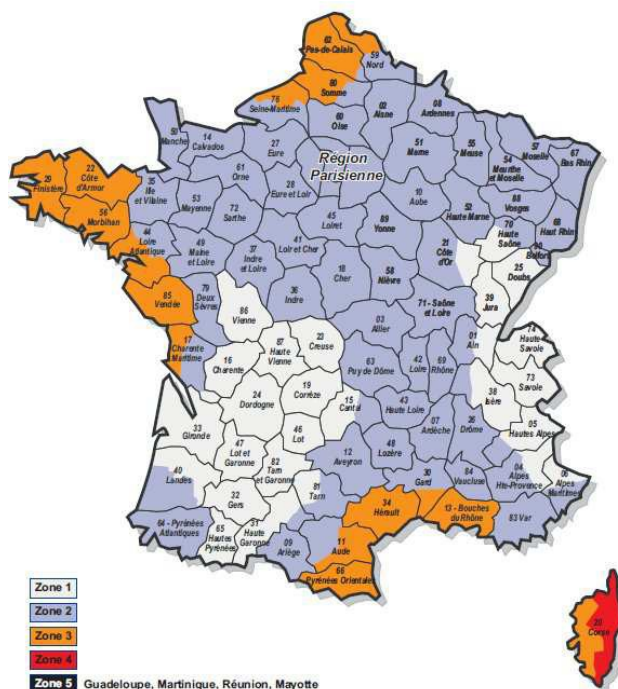 62
Pas-de-Calais
59
Nord
80
Somme
76
Seine-Maritime
02
Aisne
08
Ardennes
60
Oise
50
Manche
14
Calvados
27
Eure
Région
Parisienne
51
Marne
55
Meuse
57
Moselle
67
Bas Rhin
54
Meurthe
et Moselle
29
Finistère
22
Côte
d'Armor
35
Ille
et Vilaine
61
Orne
28
Eure et Loir
10
Aube
88
Vosges
56
Morbihan
53
Mayenne
72
Sarthe
45
Loiret
89
Yonne
52
Haute Marne
68
Haut Rhin
70
Haute
Saône
44
Loire
Atlantique
49
Maine
et Loire
37
Indre
et Loire
41
Loir et Cher
21
Côte
d'Or
90
Belfort
25
Doubs
18
Cher
58
Nièvre
85
Vendée
79
Deux
Sèvres
36
Indre
71 - Saône
et Loire
39
Jura
86
Vienne
03
Allier
01
Ain
74
Haute-
Savoie
17
Charente
Maritime
23
Creuse
87
Haute
Vienne
16
Charente
63
Puy de Dôme
42
Loire
69
Rhône
73
Savoie
38
Isère
24
Dordogne
19
Corrèze
15
Cantal
43
Haute Loire
33
Gironde
46
Lot
07
Ardèche
26
Drôme
05
Hautes Alpes
47
Lot et
Garonne
12
Aveyron
48
Lozère
40
Landes
82
Tarn
et Garonne
81
Tarn
30
Gard
84
Vaucluse
04
Alpes
Hte-Provence
06
Alpes
Maritimes
32
Gers
34
Hérault
13 - Bouches
du Rhône
83 Var
64 - Pyrénées
Atlantiques
65
Hautes
Pyrénées
31
Haute
Garonne
09
Ariège
11
Aude
66
Pyrénées Orientales
20
Corse
Zone 1
Zone 2
Zone 3
Zone 4
Zone 5 Guadeloupe, Martinique, Réunion, Mayotte